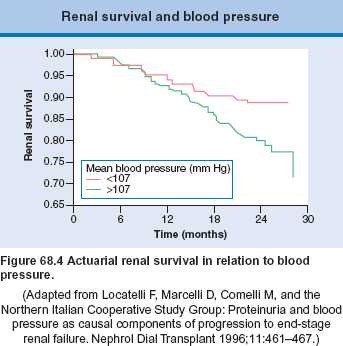 Renal survival and blood pressure
1.00
0.95
0.90
0.85
0.80
0.75
0.70
0.65
Renal survival
Mean blood pressure (mm Hg)
<107
>107
0
6
12
18
24
30
Time (months)
Figure 68.4 Actuarial renal survival in relation to blood
pressure.
(Adapted from Locatelli F, Marcelli D, Comelli M, and the
Northern Italian Cooperative Study Group: Proteinuria and blood
pressure as causal components of progression to end-stage
renal failure. Nephrol Dial Transplant 1996;11:461–467.)